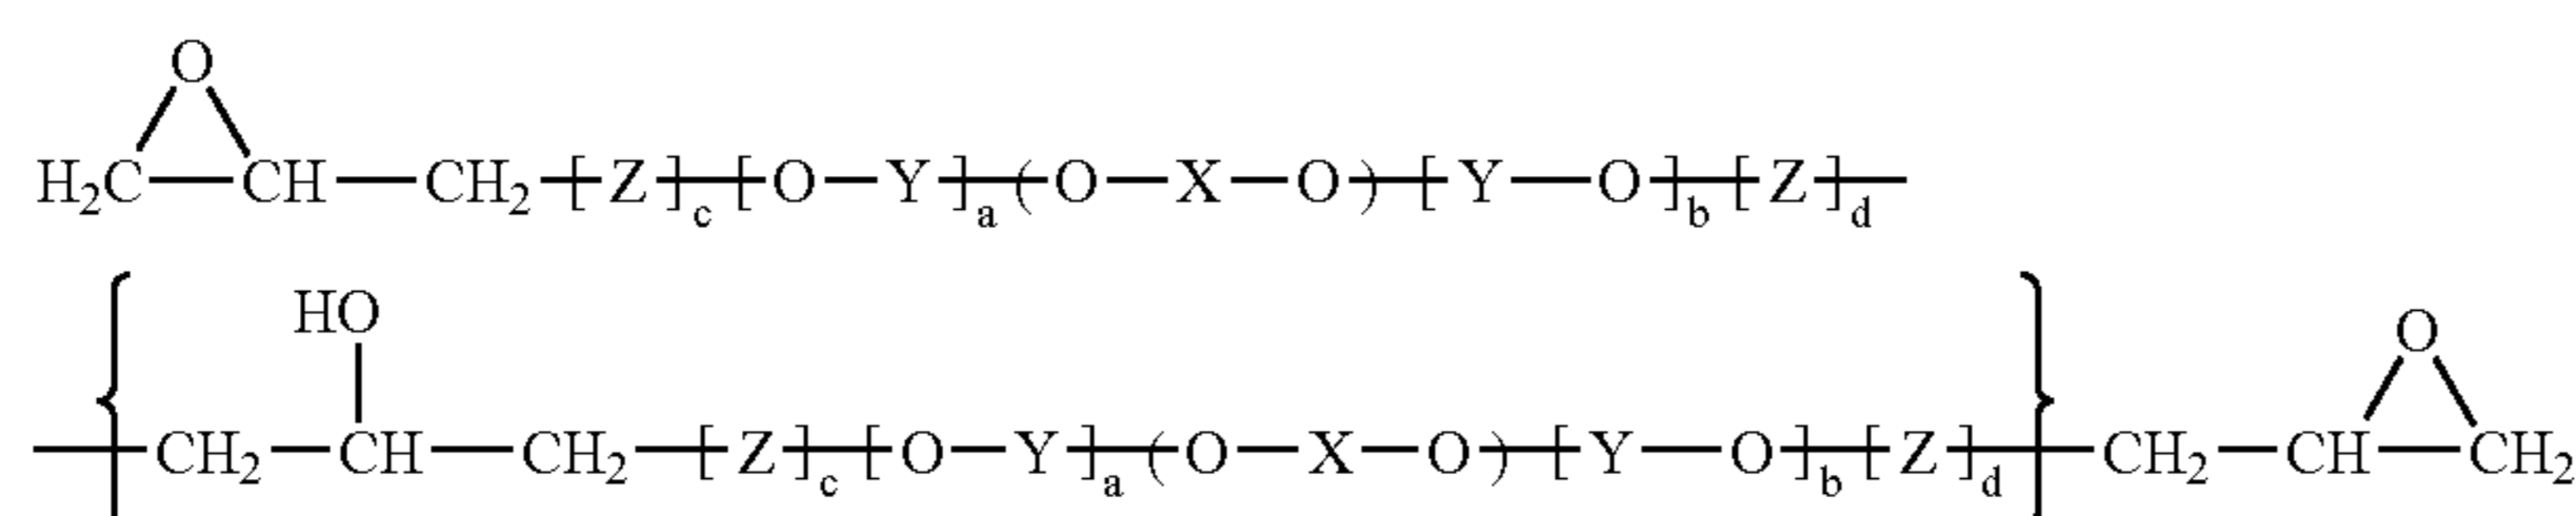 O
H₂C—CH—CH₂—[Z]c—[O—Y]a—(O—X—O)—[Y—O]b—[Z]d—
HO O
—{CH₂—CH—CH₂—[Z]c—[O—Y]a—(O—X—O)—[Y—O]b—[Z]d}—CH₂—CH—CH₂